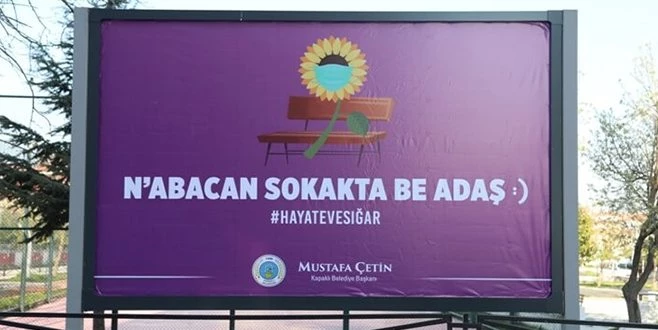 N'ABACAN SOKAKTA BE ADAŞ :)
#HAYATEVESIĞAR
MUSTAFA ÇETİN
Kapaklı Belediye Başkanı